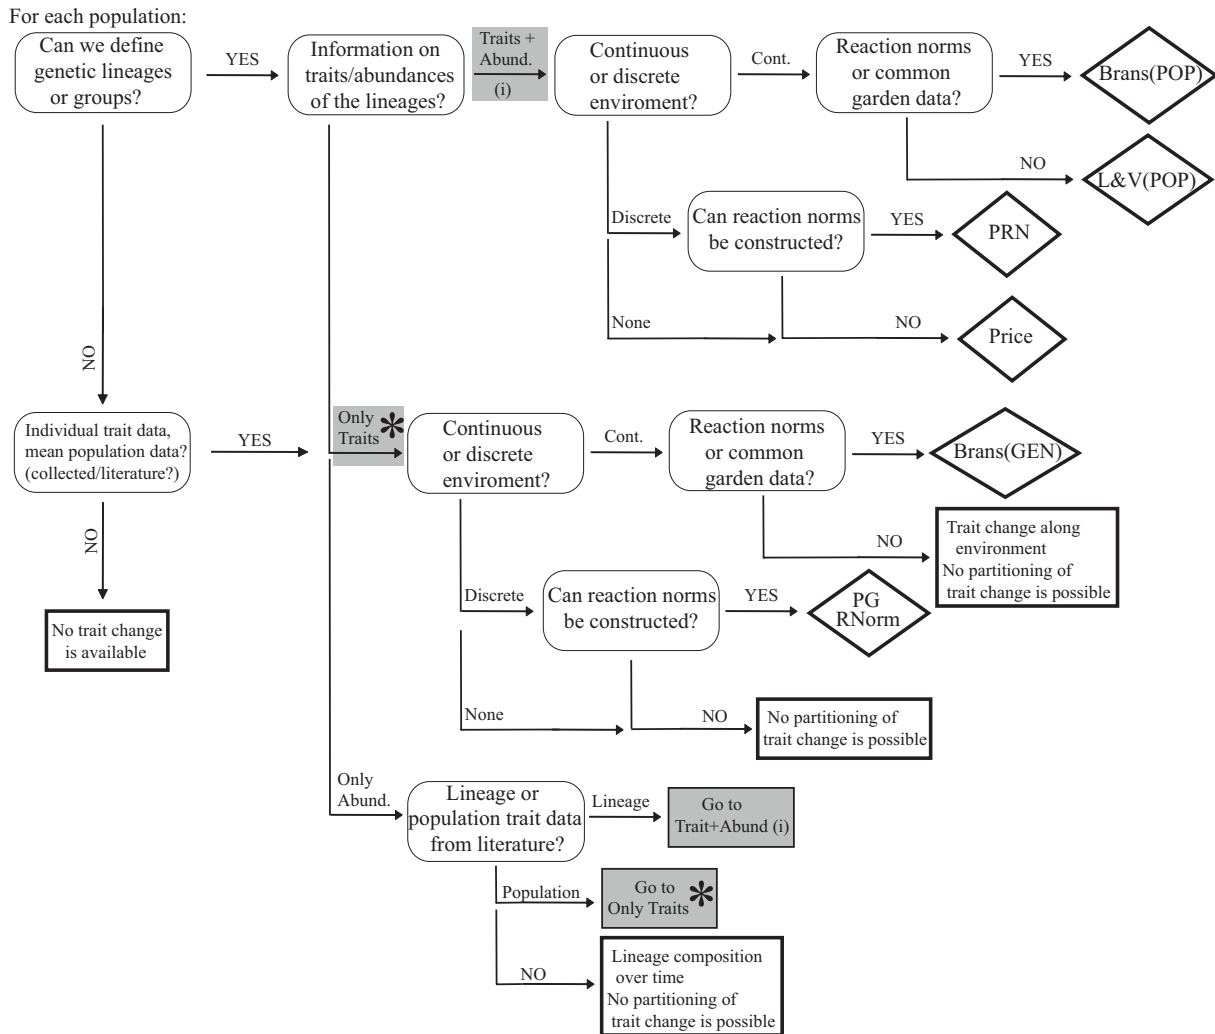 For each population:
Can we define
genetic lineages
or groups?
YES
Information on
traits/abundances
of the lineages?
Traits +
Abund.
(i)
Continuous
or discrete
enviroment?
Cont.
Reaction norms
or common
garden data?
YES
Brans(POP)
NO
L&V(POP)
Discrete
Can reaction norms
be constructed?
YES
PRN
None
NO
Price
NO
Individual trait data,
mean population data?
(collected/literature?)
YES
Only
Traits *
Continuous
or discrete
enviroment?
Cont.
Reaction norms
or common
garden data?
YES
Brans(GEN)
NO
Trait change along
environment
No partitioning of
trait change is possible
NO
No trait change
is available
Discrete
Can reaction norms
be constructed?
YES
PG
RNorm
None
NO
No partitioning of
trait change is possible
Only
Abund.
Lineage or
population trait data
from literature?
Lineage
Go to
Trait+Abund (i)
Population
Go to
Only Traits *
NO
Lineage composition
over time
No partitioning of
trait change is possible